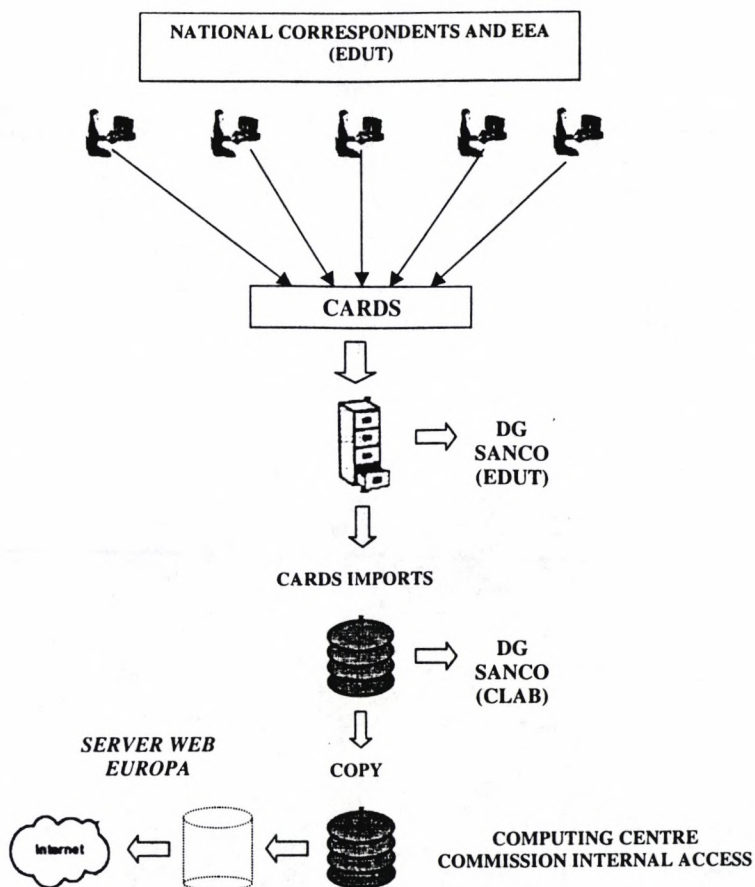 NATIONAL CORRESPONDENTS AND EEA
(EDUT)
CARDS
DG
SANCO
(EDUT)
CARDS IMPORTS
DG
SANCO
(CLAB)
SERVER WEB
EUROPA
COPY
Internet
COMPUTING CENTRE
COMMISSION INTERNAL ACCESS